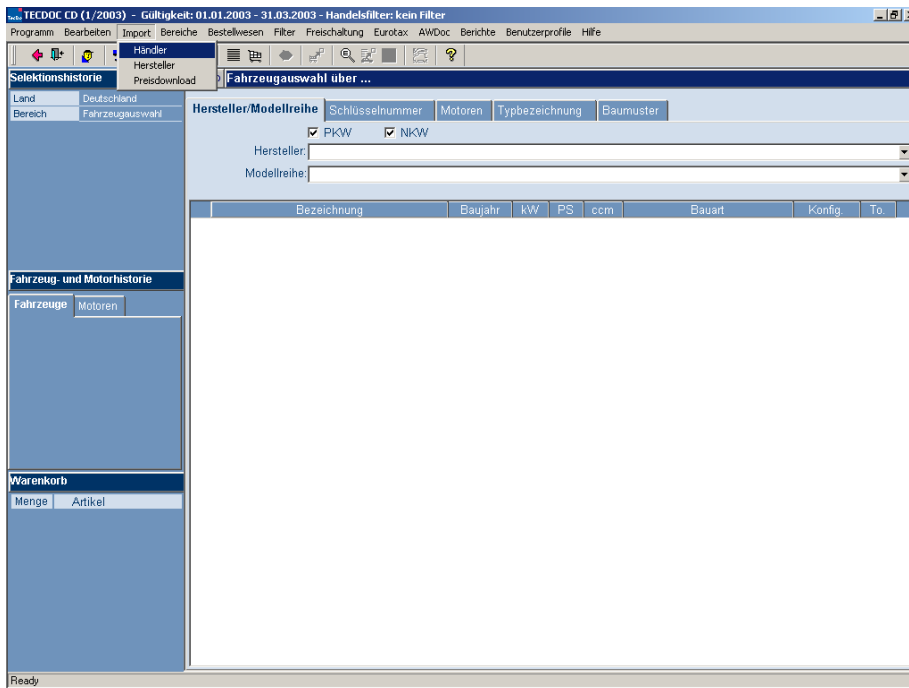 TECDOC CD (1/2003) - Gültigkeit: 01.01.2003 - 31.03.2003 - Handelsfilter: kein Filter
Programm Bearbeiten Import Bereiche Bestellwesen Filter Freischaltung Eurotax AWDoc Berichte Benutzerprofile Hilfe
Händler
Hersteller
Preisdownload
Selektionshistorie
Land Deutschland
Bereich Fahrzeugauswahl
Fahrzeugauswahl über ...
Hersteller/Modellreihe Schlüsselnummer Motoren Typbezeichnung Baumuster
PKW NKW
Hersteller:
Modellreihe:
Bezeichnung Baujahr kW PS ccm Bauart Konfig. To.
Fahrzeug- und Motorhistorie
Fahrzeuge Motoren
Warenkorb
Menge Artikel
Ready